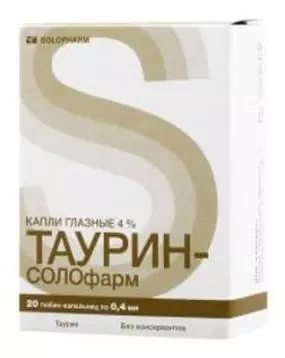 SOLOPHARM
КАПЛИ ГЛАЗНЫЕ 4 %
ТАУРИН-
СОЛОфарм
20 тюбик-капельниц по 0,4 мл
Таурин Без консервантов